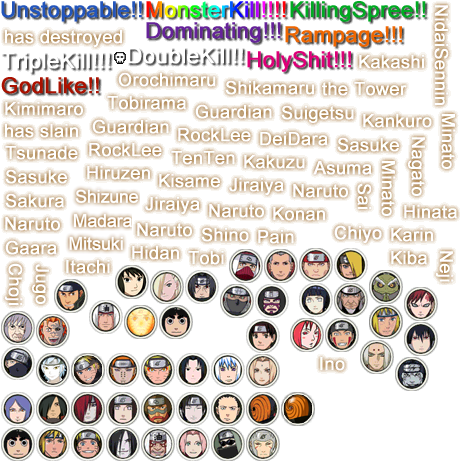 Unstoppable!! MonsterKill!!!! KillingSpree!!
has destroyed Dominating!!! Rampage!!!
TripleKill!!! DoubleKill!! HolyShit!!! Kakashi
NidaiSennin
GodLike!! Orochimaru Shikamaru the Tower
Kimimaro Tobirama Guardian Suigetsu Kankuro
Minato
has slain Guardian RockLee DeiDara Sasuke
Nagato
Tsunade RockLee TenTen Kakuzu Asuma
Minato
Sasuke Hiruzen Kisame Jiraiya Naruto
Sai
Sakura Shizune Jiraiya Naruto Konan Hinata
Naruto Madara Naruto Shino Pain Chiyo Karin
Gaara Mitsuki Hidan Tobi Kiba
Neji
Choji
Jugo
Itachi
Ino